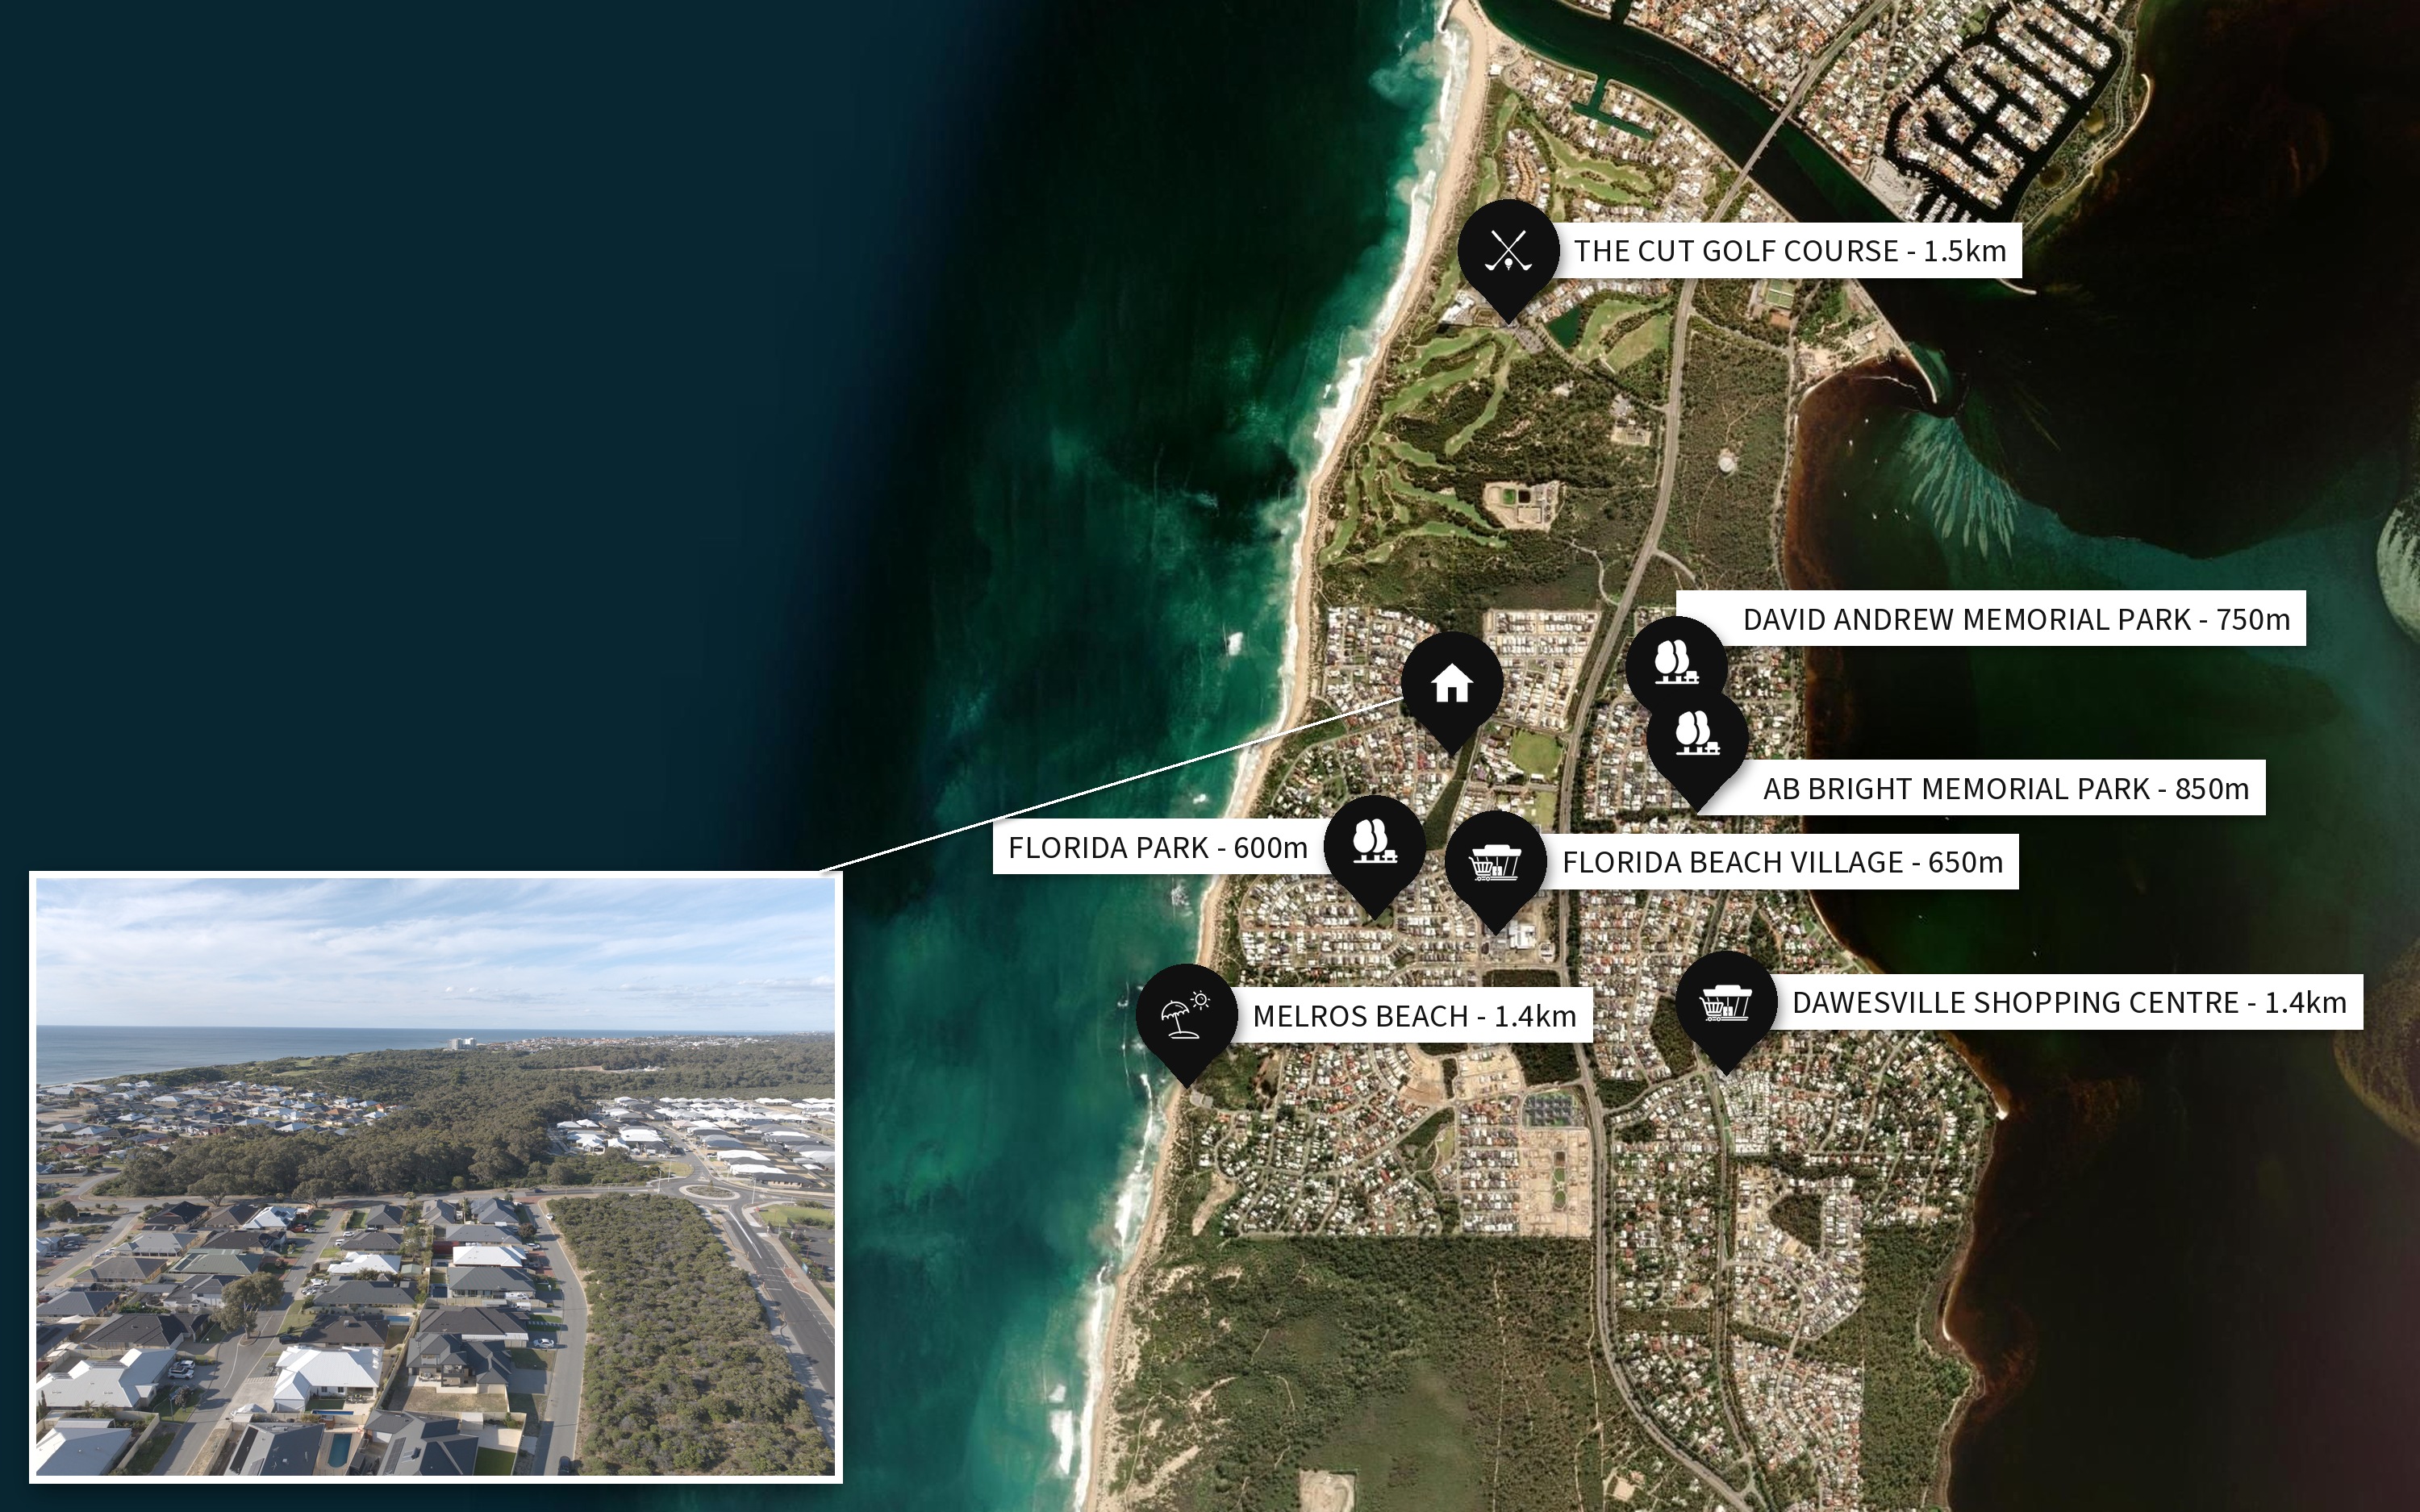 THE CUT GOLF COURSE - 1.5km
DAVID ANDREW MEMORIAL PARK - 750m
AB BRIGHT MEMORIAL PARK - 850m
FLORIDA PARK - 600m
FLORIDA BEACH VILLAGE - 650m
MELROS BEACH - 1.4km
DAWESVILLE SHOPPING CENTRE - 1.4km